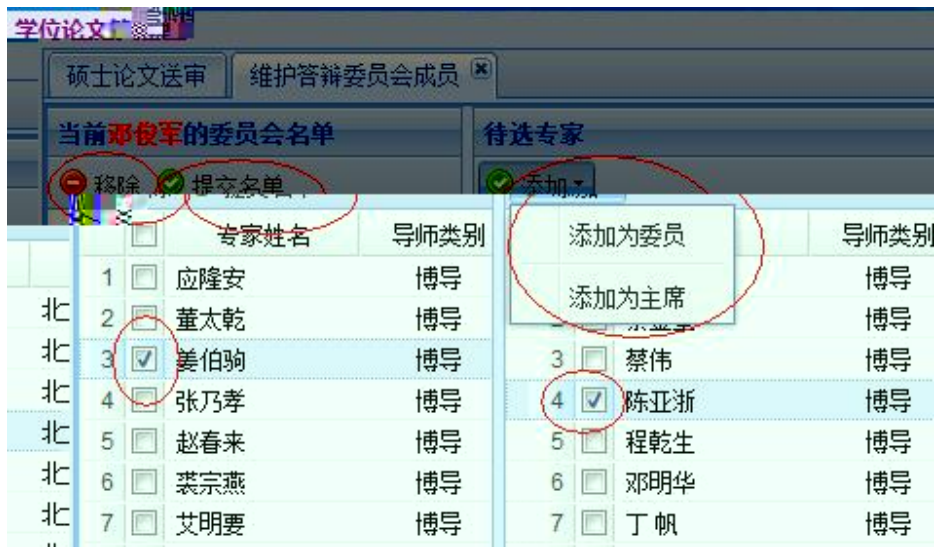 学位论文
硕士论文送审 维护答辩委员会成员
当前邓俊军的委员会名单 待选专家
移除 提交名单 添加
专家姓名 导师类别 添加为委员 导师类别
1 应隆安 博导 添加为主席 博导
北 2 董太乾 博导 博导
北 3 姜伯驹 博导 3 蔡伟 博导
北 4 张乃孝 博导 4 陈亚浙 博导
北 5 赵春来 博导 5 程乾生 博导
北 6 裘宗燕 博导 6 邓明华 博导
北 7 艾明要 博导 7 丁帆 博导